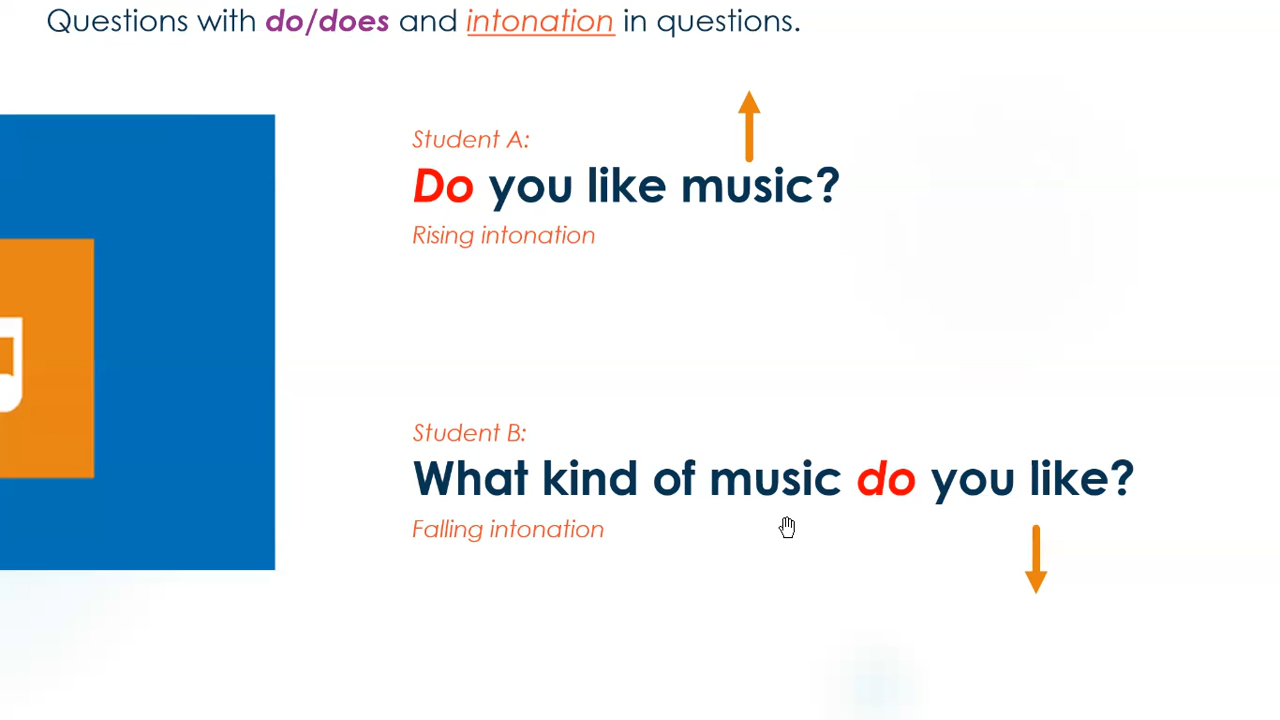 Questions with do/does and intonation in questions.
Student A:
Do you like music?
Rising intonation
Student B:
What kind of music do you like?
Falling intonation